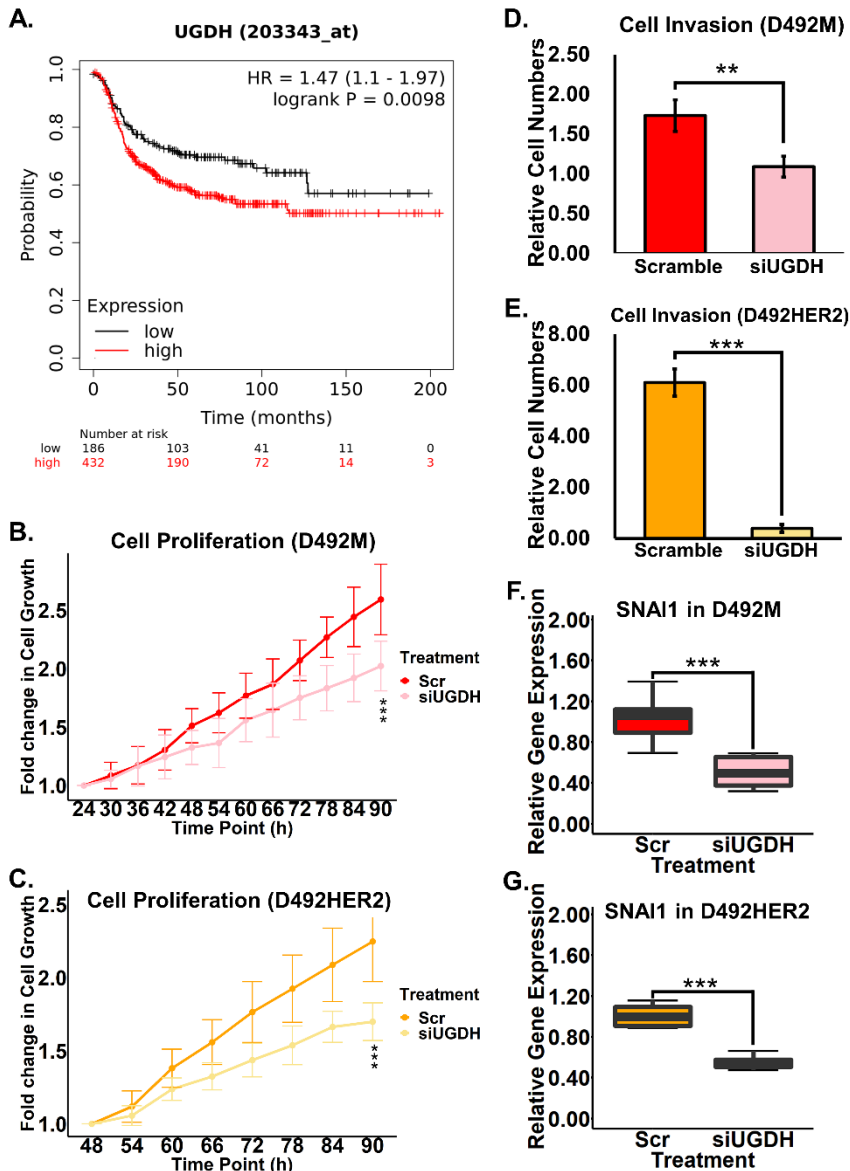 A.
UGDH (203343_at)
HR = 1.47 (1.1 - 1.97)
logrank P = 0.0098
Probability
1.0
0.8
0.6
0.4
0.2
0.0
Expression
low
high
0 50 100 150 200
Time (months)
Number at risk
low 186 103 41 11 0
high 432 190 72 14 3
B.
Cell Proliferation (D492M)
Fold change in Cell Growth
2.5
2.0
1.5
1.0
Treatment
Scr
siUGDH
***
24 30 36 42 48 54 60 66 72 78 84 90
Time Point (h)
C.
Cell Proliferation (D492HER2)
Fold change in Cell Growth
2.5
2.0
1.5
1.0
Treatment
Scr
siUGDH
***
48 54 60 66 72 78 84 90
Time Point (h)
D.
Cell Invasion (D492M)
Relative Cell Numbers
2.50
2.00
1.50
1.00
0.50
0.00
**
Scramble siUGDH
E.
Cell Invasion (D492HER2)
Relative Cell Numbers
8.00
6.00
4.00
2.00
0.00
***
Scramble siUGDH
F.
SNAI1 in D492M
Relative Gene Expression
2.00
1.60
1.20
0.80
0.40
0.00
***
Scr siUGDH
Treatment
G.
SNAI1 in D492HER2
Relative Gene Expression
2.00
1.60
1.20
0.80
0.40
0.00
***
Scr siUGDH
Treatment